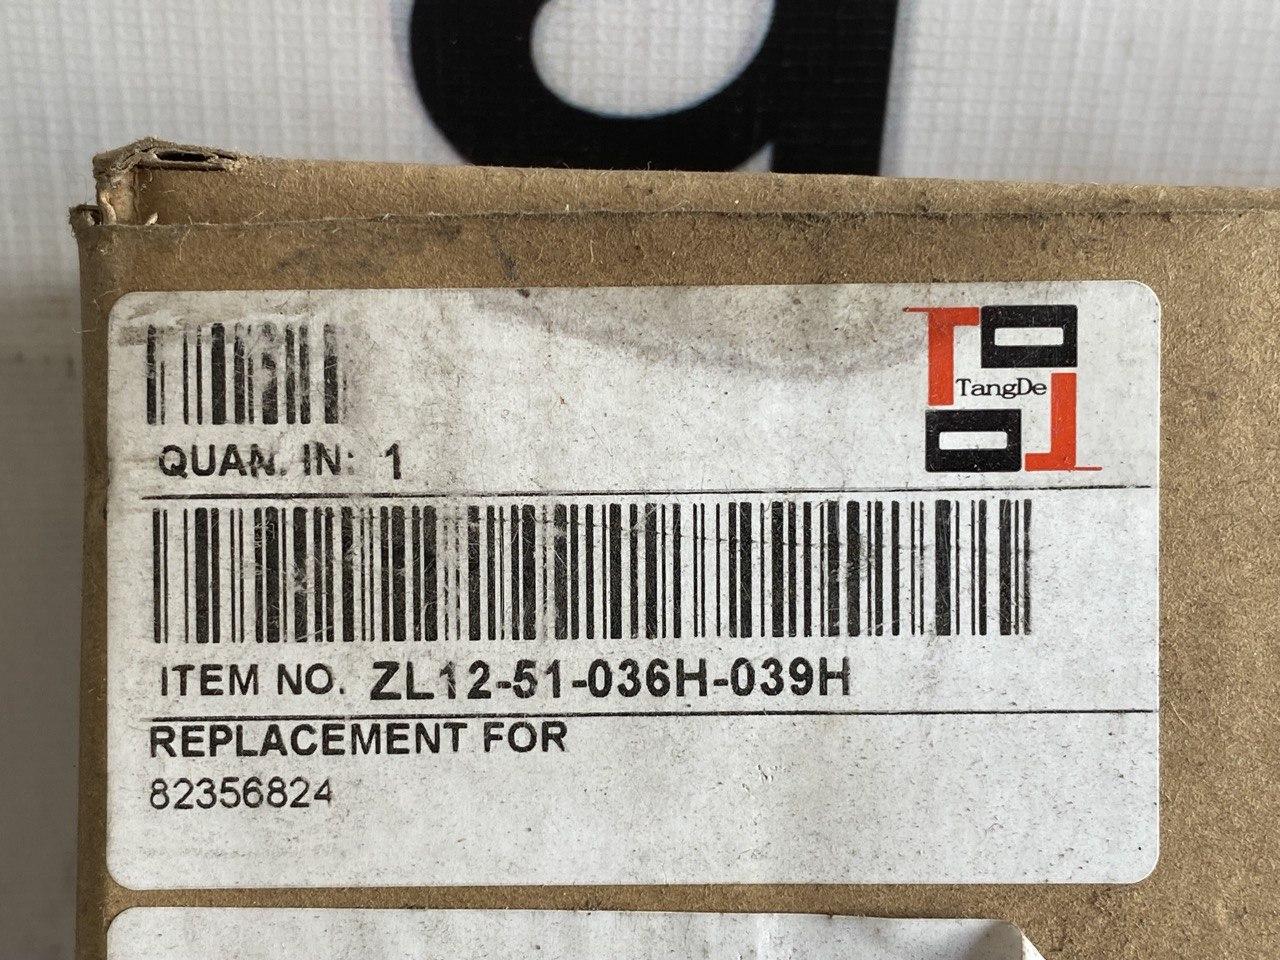 TangDe
QUAN. IN: 1
ITEM NO. ZL12-51-036H-039H
REPLACEMENT FOR
82356824